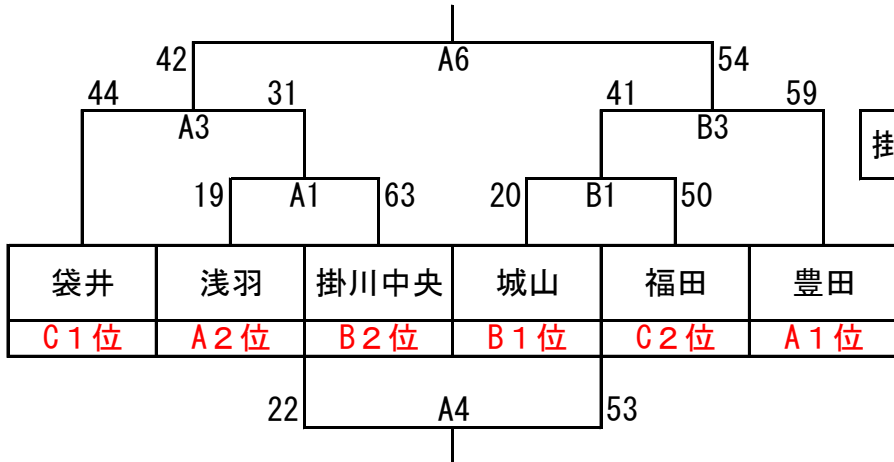 42 A6 54
44 31 41 59
A3 B3
掛
19 A1 63 20 B1 50
袋井 浅羽 掛川中央 城山 福田 豊田
C1位 A2位 B2位 B1位 C2位 A1位
22 A4 53